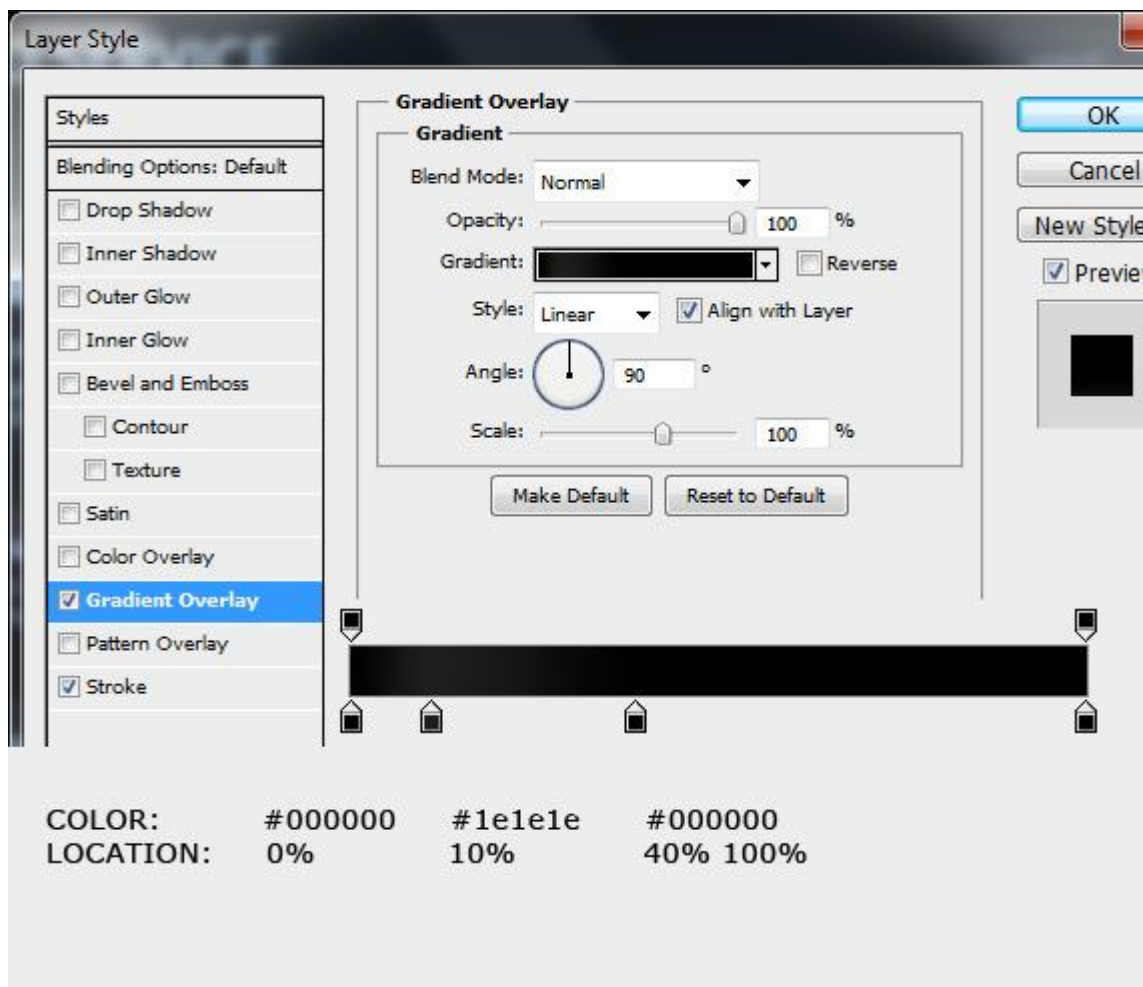 Layer Style
Styles
Blending Options: Default
Drop Shadow
Inner Shadow
Outer Glow
Inner Glow
Bevel and Emboss
Contour
Texture
Satin
Color Overlay
Gradient Overlay
Pattern Overlay
Stroke
Gradient Overlay
Gradient
Blend Mode: Normal
Opacity: 100 %
Gradient: Reverse
Style: Linear Align with Layer
Angle: 90 °
Scale: 100 %
Make Default Reset to Default
OK
Cancel
New Style
Previe
COLOR: #000000 #1e1e1e #000000
LOCATION: 0% 10% 40% 100%